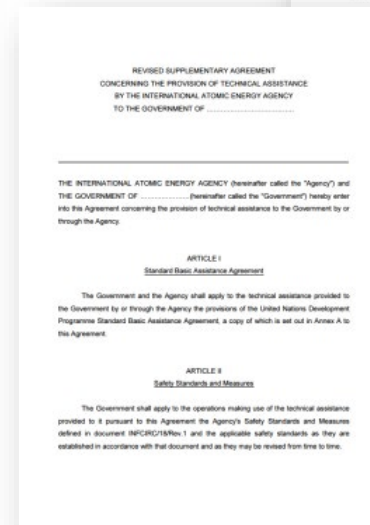 REVISED SUPPLEMENTARY AGREEMENT
CONCERNING THE PROVISION OF TECHNICAL ASSISTANCE
BY THE INTERNATIONAL ATOMIC ENERGY AGENCY
TO THE GOVERNMENT OF ....................................
THE INTERNATIONAL ATOMIC ENERGY AGENCY (hereinafter called the "Agency") and
THE GOVERNMENT OF ....................(hereinafter called the "Government") hereby enter
into this Agreement concerning the provision of technical assistance to the Government by or
through the Agency.
ARTICLE I
Standard Basic Assistance Agreement
The Government and the Agency shall apply to the technical assistance provided to
the Government by or through the Agency the provisions of the United Nations Development
Programme Standard Basic Assistance Agreement, a copy of which is set out in Annex A to
this Agreement.
ARTICLE II
Safety Standards and Measures
The Government shall apply to the operations making use of the technical assistance
provided to it pursuant to this Agreement the Agency's Safety Standards and Measures
defined in document INFCIRC/18/Rev.1 and the applicable safety standards as they are
established in accordance with that document and as they may be revised from time to time.